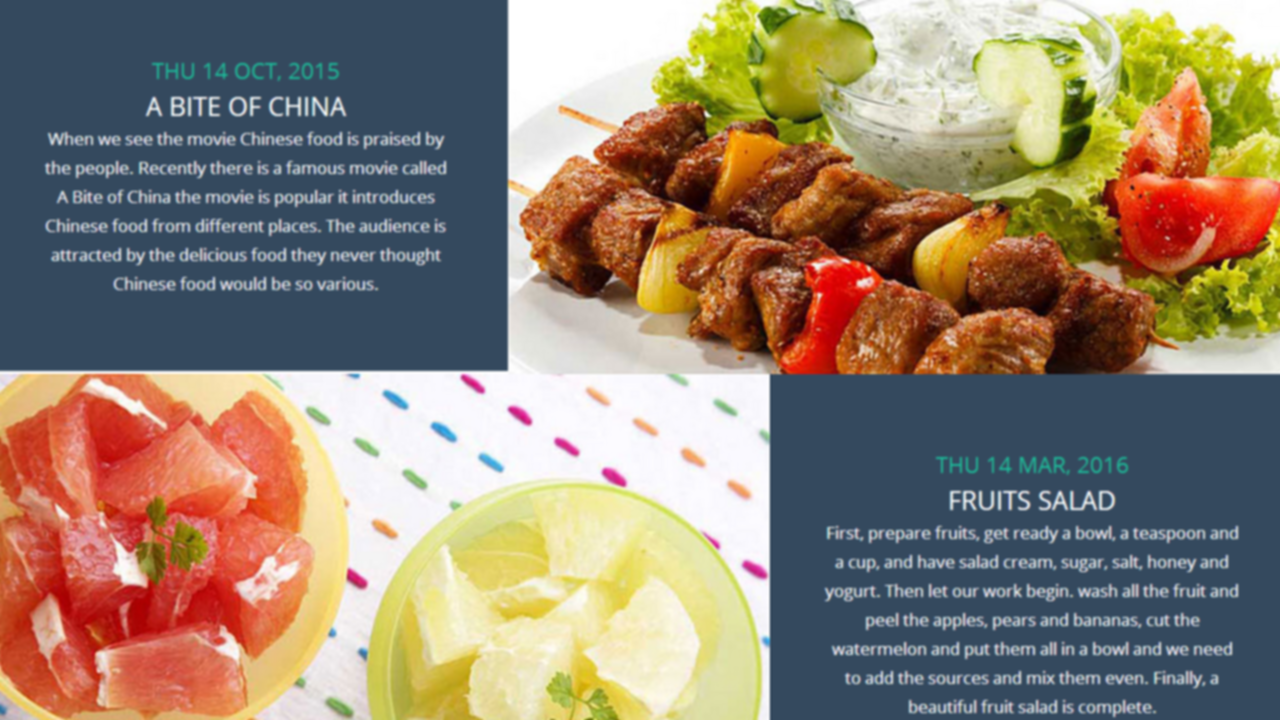 THU 14 OCT, 2015
A BITE OF CHINA
When we see the movie Chinese food is praised by
the people. Recently there is a famous movie called
A Bite of China the movie is popular it introduces
Chinese food from different places. The audience is
attracted by the delicious food they never thought
Chinese food would be so various.
THU 14 MAR, 2016
FRUITS SALAD
First, prepare fruits, get ready a bowl, a teaspoon and
a cup, and have salad cream, sugar, salt, honey and
yogurt. Then let our work begin. wash all the fruit and
peel the apples, pears and bananas, cut the
watermelon and put them all in a bowl and we need
to add the sources and mix them even. Finally, a
beautiful fruit salad is complete.